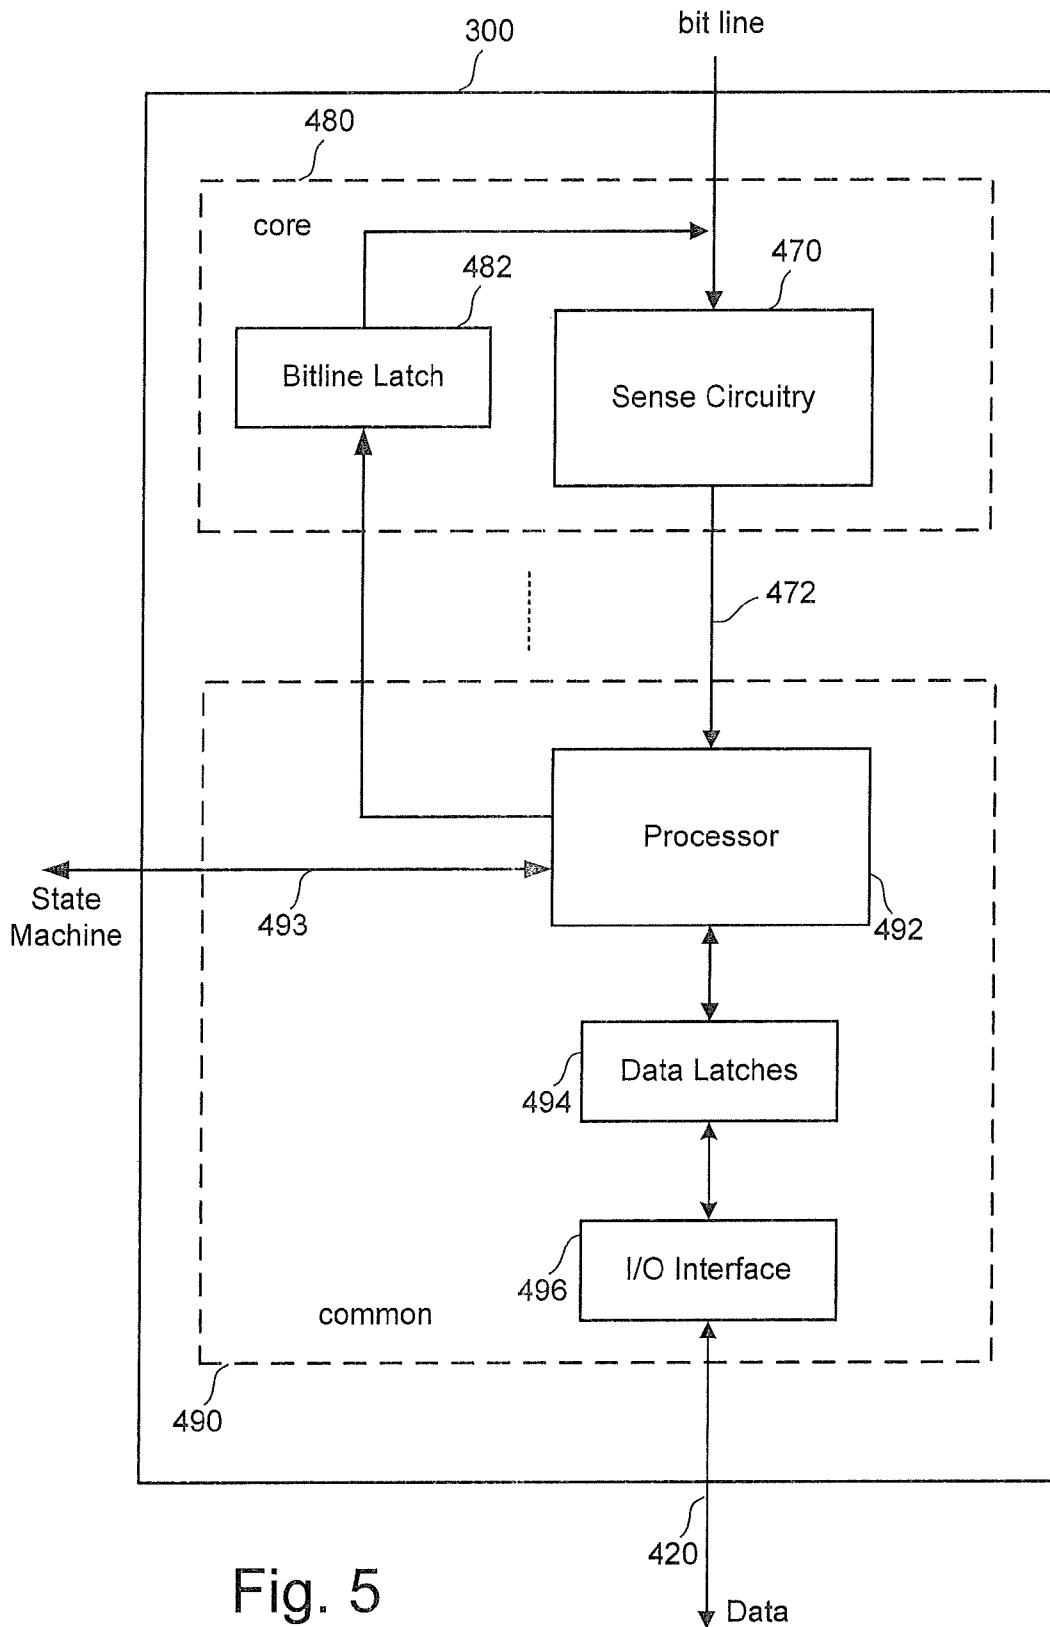 bit line
300
480
core
470
482
Bitline Latch
Sense Circuitry
472
Processor
State
Machine
493
492
Data Latches
494
I/O Interface
496
common
490
420
Fig. 5
Data